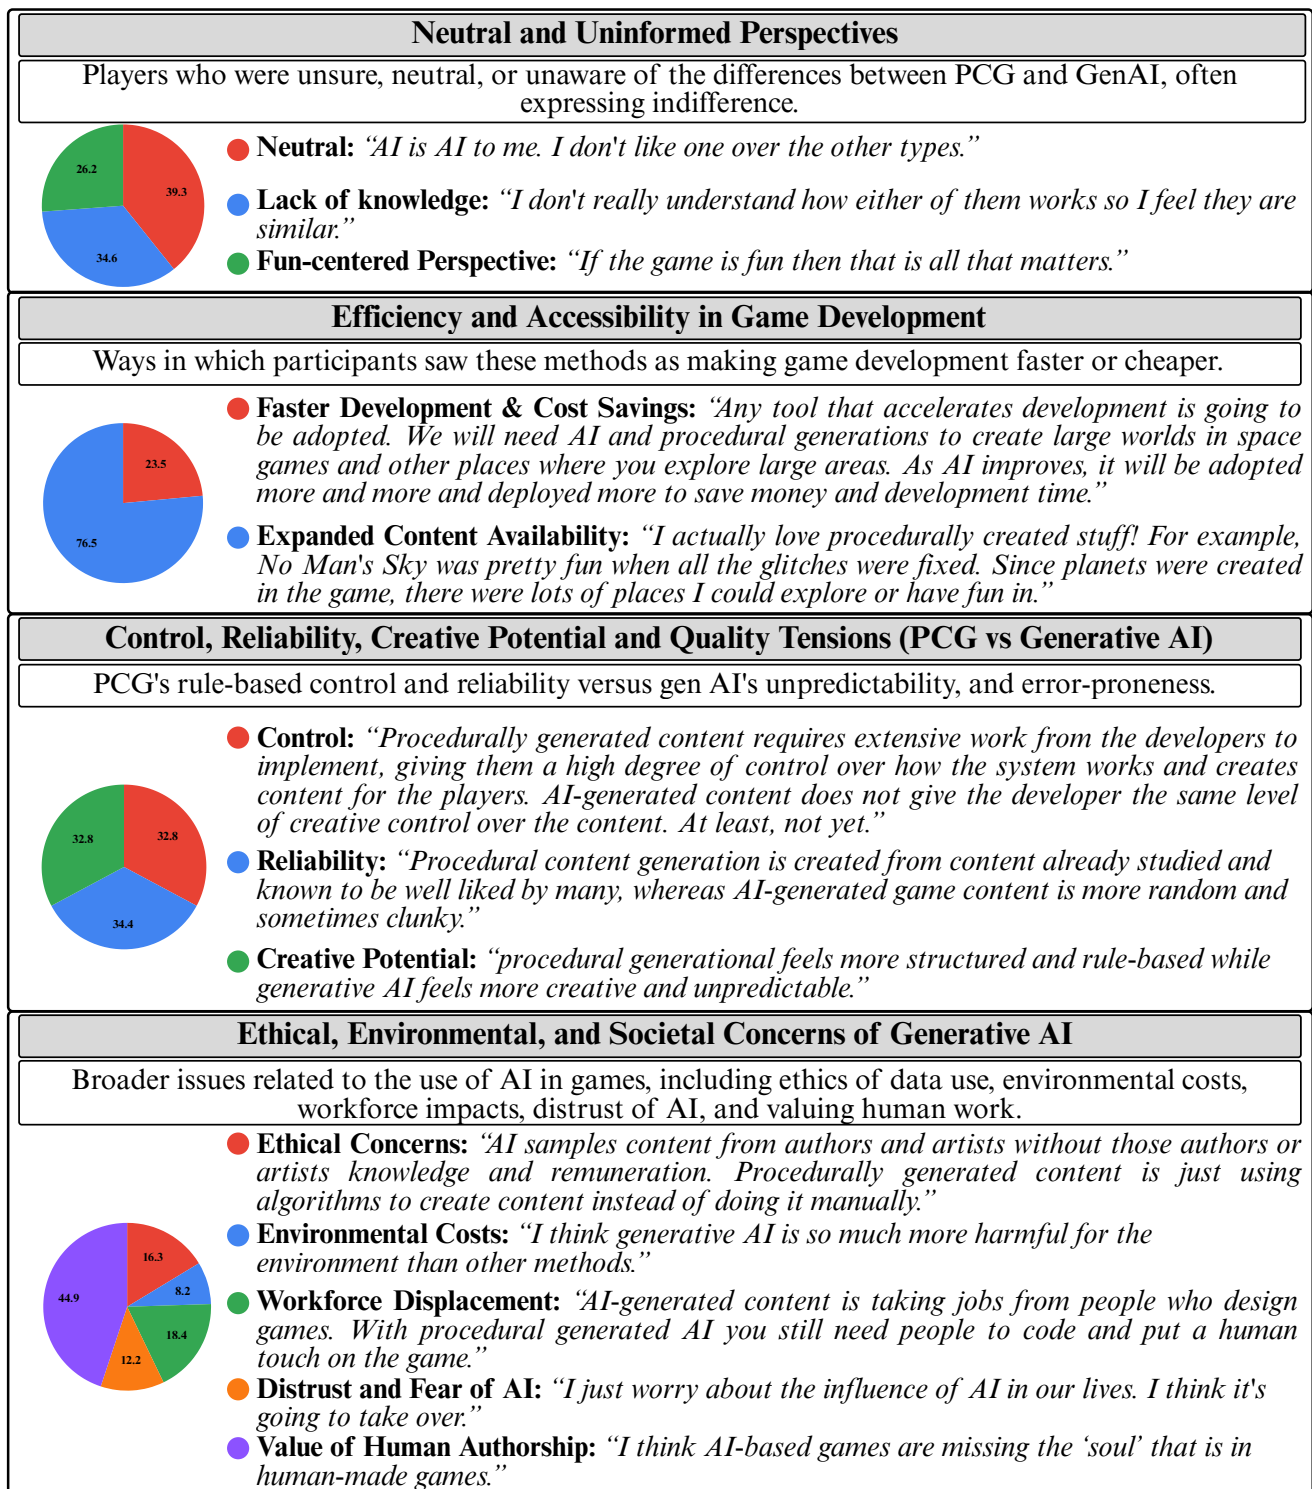 Neutral and Uninformed Perspectives
Players who were unsure, neutral, or unaware of the differences between PCG and GenAI, often
expressing indifference.
26.2
39.3
34.6
Neutral: “AI is AI to me. I don't like one over the other types.”
Lack of knowledge: “I don't really understand how either of them works so I feel they are
similar.”
Fun-centered Perspective: “If the game is fun then that is all that matters.”
Efficiency and Accessibility in Game Development
Ways in which participants saw these methods as making game development faster or cheaper.
23.5
76.5
Faster Development & Cost Savings: “Any tool that accelerates development is going to
be adopted. We will need AI and procedural generations to create large worlds in space
games and other places where you explore large areas. As AI improves, it will be adopted
more and more and deployed more to save money and development time.”
Expanded Content Availability: “I actually love procedurally created stuff! For example,
No Man's Sky was pretty fun when all the glitches were fixed. Since planets were created
in the game, there were lots of places I could explore or have fun in.”
Control, Reliability, Creative Potential and Quality Tensions (PCG vs Generative AI)
PCG's rule-based control and reliability versus gen AI's unpredictability, and error-proneness.
32.8
32.8
34.4
Control: “Procedurally generated content requires extensive work from the developers to
implement, giving them a high degree of control over how the system works and creates
content for the players. AI-generated content does not give the developer the same level
of creative control over the content. At least, not yet.”
Reliability: “Procedural content generation is created from content already studied and
known to be well liked by many, whereas AI-generated game content is more random and
sometimes clunky.”
Creative Potential: “procedural generational feels more structured and rule-based while
generative AI feels more creative and unpredictable.”
Ethical, Environmental, and Societal Concerns of Generative AI
Broader issues related to the use of AI in games, including ethics of data use, environmental costs,
workforce impacts, distrust of AI, and valuing human work.
16.3
8.2
44.9
18.4
12.2
Ethical Concerns: “AI samples content from authors and artists without those authors or
artists knowledge and remuneration. Procedurally generated content is just using
algorithms to create content instead of doing it manually.”
Environmental Costs: “I think generative AI is so much more harmful for the
environment than other methods.”
Workforce Displacement: “AI-generated content is taking jobs from people who design
games. With procedural generated AI you still need people to code and put a human
touch on the game.”
Distrust and Fear of AI: “I just worry about the influence of AI in our lives. I think it's
going to take over.”
Value of Human Authorship: “I think AI-based games are missing the ‘soul’ that is in
human-made games.”